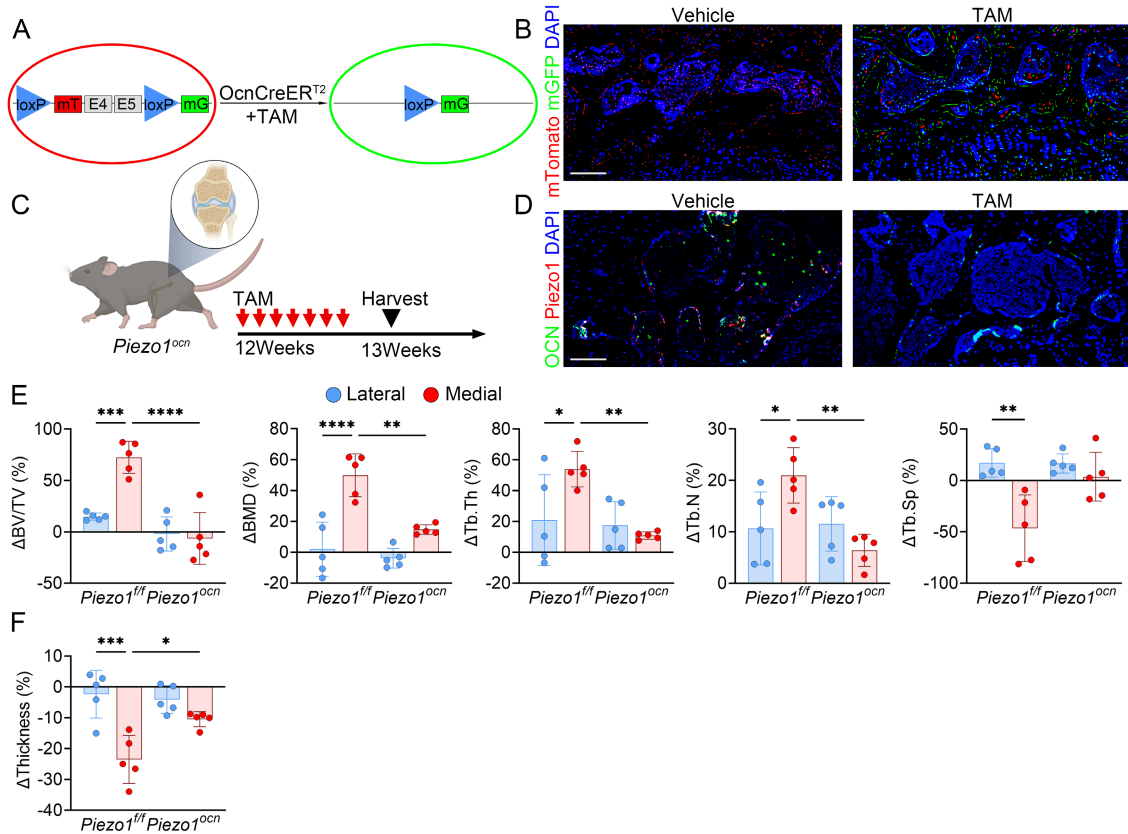 A
loxP mT E4 E5 loxP mG
OcnCreER^T2
+TAM
loxP mG
B
mTomato mGFP DAPI
Vehicle
TAM
C
Piezo1^ocn
TAM
Harvest
12Weeks
13Weeks
D
OCN Piezo1 DAPI
Vehicle
TAM
E
Lateral
Medial
ΔBV/TV (%)
100
50
0
-50
***
****
Piezo1^f/f Piezo1^ocn
ΔBMD (%)
80
60
40
20
0
-20
****
**
Piezo1^f/f Piezo1^ocn
ΔTb.Th (%)
80
60
40
20
0
-20
*
**
Piezo1^f/f Piezo1^ocn
ΔTb.N (%)
30
20
10
0
*
**
Piezo1^f/f Piezo1^ocn
ΔTb.Sp (%)
100
50
0
-50
-100
**
Piezo1^f/f Piezo1^ocn
F
ΔThickness (%)
10
0
-10
-20
-30
-40
***
*
Piezo1^f/f Piezo1^ocn